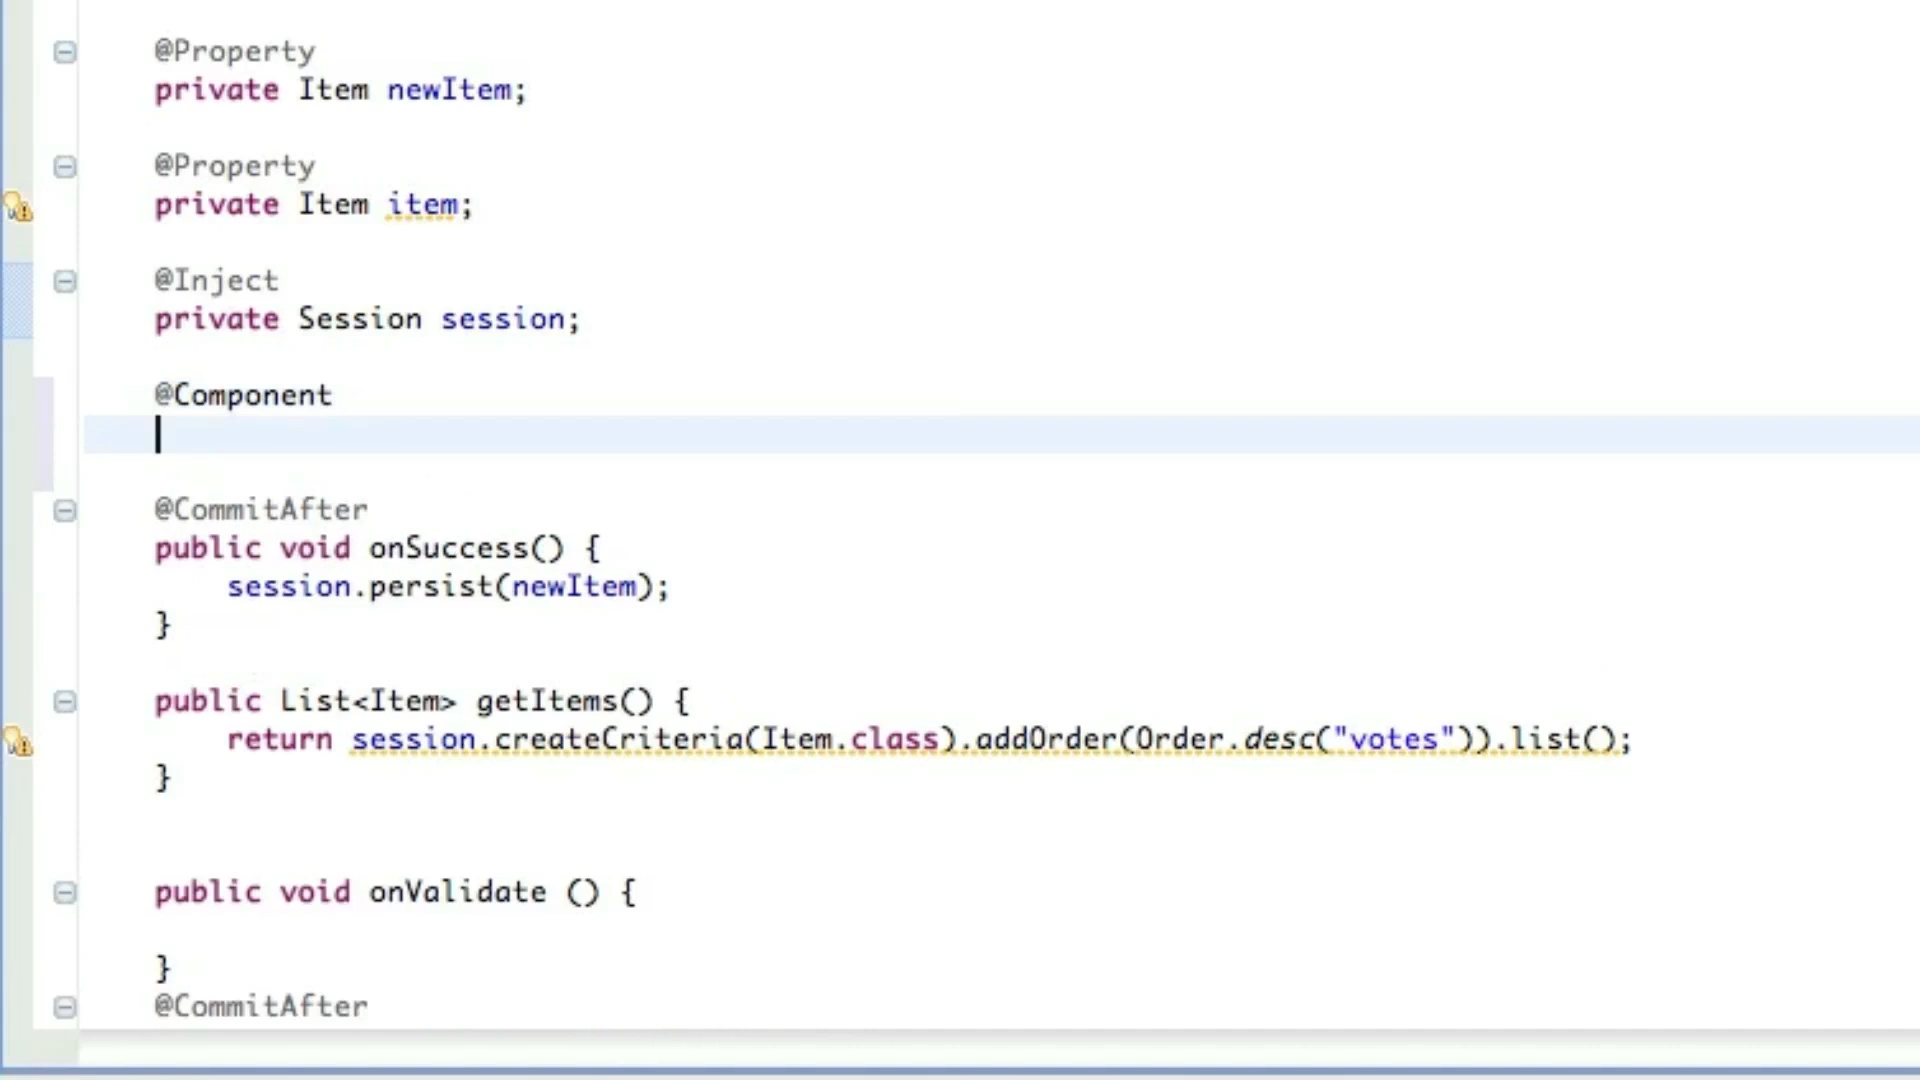 @Property
private Item newItem;
@Property
private Item item;
@Inject
private Session session;
@Component
@CommitAfter
public void onSuccess() {
session.persist(newItem);
}
public List<Item> getItems() {
return session.createCriteria(Item.class).addOrder(Order.desc("votes")).list();
}
public void onValidate () {
}
@CommitAfter